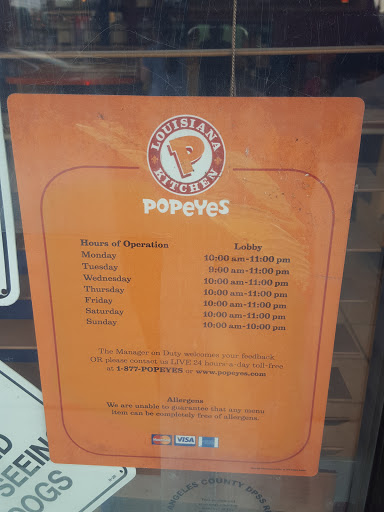 LOUISIANA
P
KITCHEN
POPEYES
Hours of Operation Lobby
Monday 10:00 am-11:00 pm
Tuesday 9:00 am-11:00 pm
Wednesday 10:00 am-11:00 pm
Thursday 10:00 am-11:00 pm
Friday 10:00 am-11:00 pm
Saturday 10:00 am-11:00 pm
Sunday 10:00 am-10:00 pm
The Manager on Duty welcomes your feedback
OR please contact us LIVE 24 hours-a-day toll-free
at 1-877-POPEYES or www.popeyes.com
Allergens
We are unable to guarantee that any menu
item can be completely free of allergens.
VISA
SEEIN
DOGS
ANGELES COUNTY DPSS